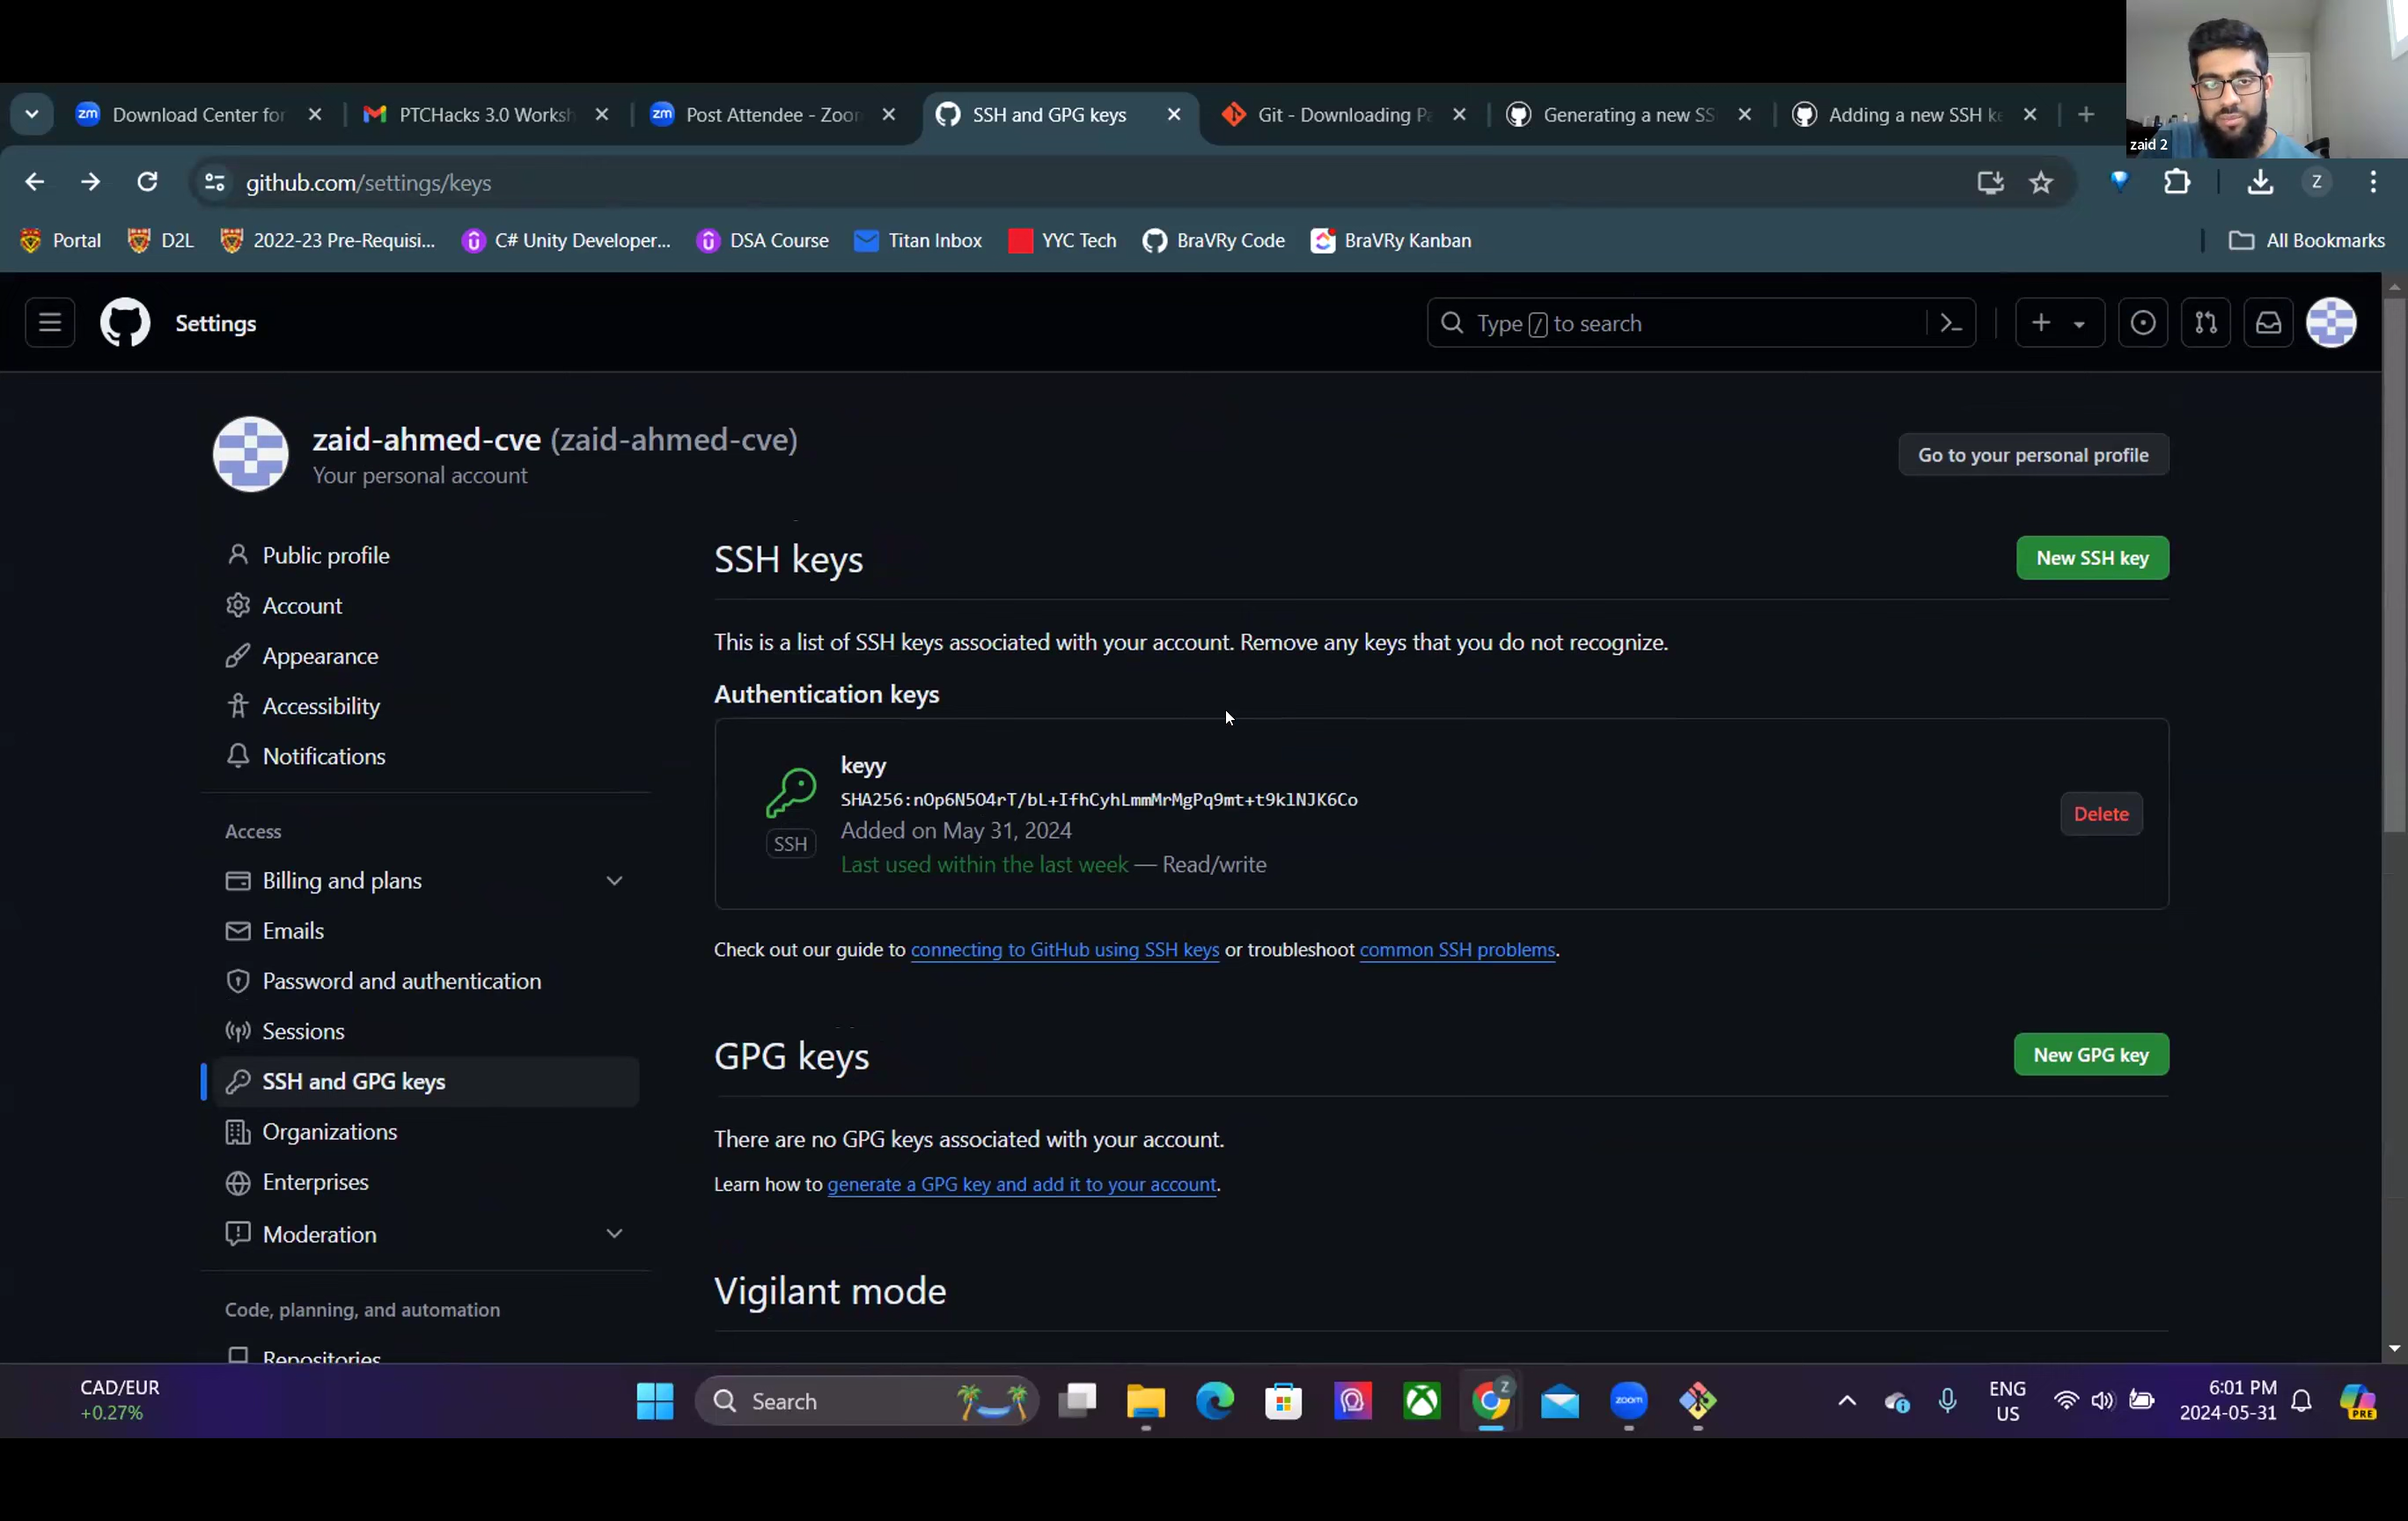 zaid 2
Download Center for
PTCHacks 3.0 Worksh
Post Attendee - Zoom
SSH and GPG keys
Git - Downloading Pa
Generating a new SS
Adding a new SSH ke
github.com/settings/keys
Z
Portal
D2L
2022-23 Pre-Requisi...
C# Unity Developer...
DSA Course
Titan Inbox
YYC Tech
BraVRy Code
BraVRy Kanban
All Bookmarks
Settings
Type / to search
zaid-ahmed-cve (zaid-ahmed-cve)
Your personal account
Go to your personal profile
Public profile
Account
Appearance
Accessibility
Notifications
Access
Billing and plans
Emails
Password and authentication
Sessions
SSH and GPG keys
Organizations
Enterprises
Moderation
Code, planning, and automation
Repositories
SSH keys
New SSH key
This is a list of SSH keys associated with your account. Remove any keys that you do not recognize.
Authentication keys
keyy
SHA256:nOp6N5O4rT/bL+IfhCyhLmmMrMgPq9mt+t9klNJK6Co
Added on May 31, 2024
Last used within the last week — Read/write
SSH
Delete
Check out our guide to connecting to GitHub using SSH keys or troubleshoot common SSH problems.
GPG keys
New GPG key
There are no GPG keys associated with your account.
Learn how to generate a GPG key and add it to your account.
Vigilant mode
CAD/EUR
+0.27%
Search
Z
zoom
ENG
US
6:01 PM
2024-05-31
PRE